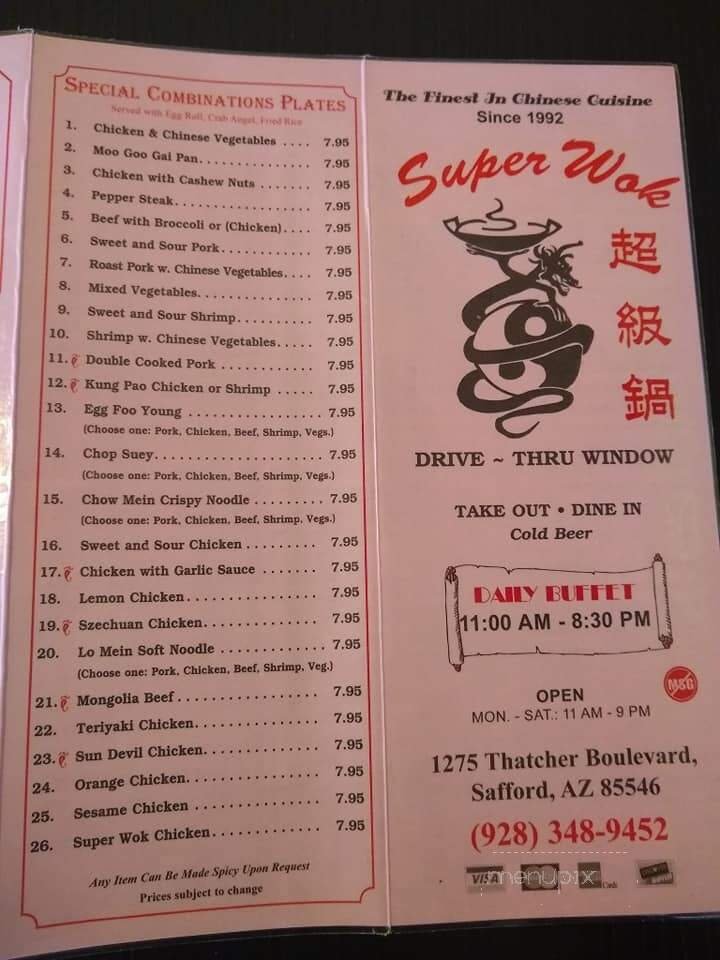 SPECIAL COMBINATIONS PLATES
Served with Egg Roll, Crab Angel, Fried Rice
1. Chicken & Chinese Vegetables .... 7.95
2. Moo Goo Gai Pan.............. 7.95
3. Chicken with Cashew Nuts ....... 7.95
4. Pepper Steak................. 7.95
5. Beef with Broccoli or (Chicken).... 7.95
6. Sweet and Sour Pork............ 7.95
7. Roast Pork w. Chinese Vegetables.... 7.95
8. Mixed Vegetables............... 7.95
9. Sweet and Sour Shrimp.......... 7.95
10. Shrimp w. Chinese Vegetables..... 7.95
11. Double Cooked Pork ............ 7.95
12. Kung Pao Chicken or Shrimp ..... 7.95
13. Egg Foo Young ................. 7.95
(Choose one: Pork, Chicken, Beef, Shrimp, Vegs.)
14. Chop Suey..................... 7.95
(Choose one: Pork, Chicken, Beef, Shrimp, Vegs.)
15. Chow Mein Crispy Noodle ......... 7.95
(Choose one: Pork, Chicken, Beef, Shrimp, Vegs.)
16. Sweet and Sour Chicken ......... 7.95
17. Chicken with Garlic Sauce ....... 7.95
18. Lemon Chicken................. 7.95
19. Szechuan Chicken............... 7.95
20. Lo Mein Soft Noodle ............. 7.95
(Choose one: Pork, Chicken, Beef, Shrimp, Veg.)
21. Mongolia Beef .................. 7.95
22. Teriyaki Chicken................ 7.95
23. Sun Devil Chicken............... 7.95
24. Orange Chicken................. 7.95
25. Sesame Chicken ................ 7.95
26. Super Wok Chicken.............. 7.95
Any Item Can Be Made Spicy Upon Request
Prices subject to change
The Finest In Chinese Cuisine
Since 1992
Super Wok
超級鍋
DRIVE ~ THRU WINDOW
TAKE OUT • DINE IN
Cold Beer
DAILY BUFFET
11:00 AM - 8:30 PM
MSG
OPEN
MON. - SAT.: 11 AM - 9 PM
1275 Thatcher Boulevard,
Safford, AZ 85546
(928) 348-9452
VISA
menupix